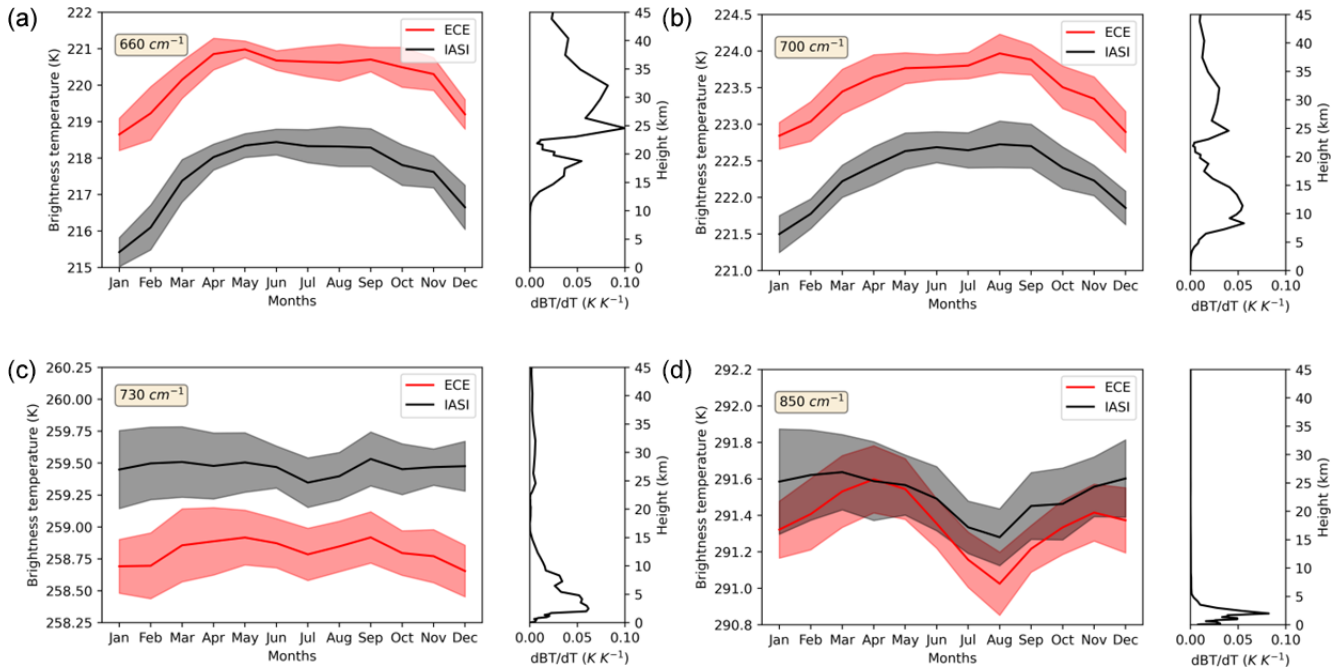 (a)
222
221
220
219
218
217
216
215
Brightness temperature (K)
660 cm⁻¹
ECE
IASI
Jan Feb Mar Apr May Jun Jul Aug Sep Oct Nov Dec
Months
45
40
35
30
25
20
15
10
5
0
Height (km)
0.00 0.05 0.10
dBT/dT (K K⁻¹)
(b)
224.5
224.0
223.5
223.0
222.5
222.0
221.5
221.0
Brightness temperature (K)
700 cm⁻¹
ECE
IASI
Jan Feb Mar Apr May Jun Jul Aug Sep Oct Nov Dec
Months
45
40
35
30
25
20
15
10
5
0
Height (km)
0.00 0.05 0.10
dBT/dT (K K⁻¹)
(c)
260.25
260.00
259.75
259.50
259.25
259.00
258.75
258.50
258.25
Brightness temperature (K)
730 cm⁻¹
ECE
IASI
Jan Feb Mar Apr May Jun Jul Aug Sep Oct Nov Dec
Months
45
40
35
30
25
20
15
10
5
0
Height (km)
0.00 0.05 0.10
dBT/dT (K K⁻¹)
(d)
292.2
292.0
291.8
291.6
291.4
291.2
291.0
290.8
Brightness temperature (K)
850 cm⁻¹
ECE
IASI
Jan Feb Mar Apr May Jun Jul Aug Sep Oct Nov Dec
Months
45
40
35
30
25
20
15
10
5
0
Height (km)
0.00 0.05 0.10
dBT/dT (K K⁻¹)